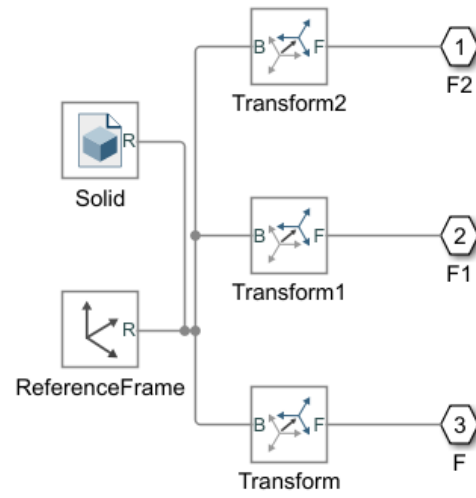 B F
Transform2
1
F2
R
Solid
B F
Transform1
2
F1
R
ReferenceFrame
B F
Transform
3
F